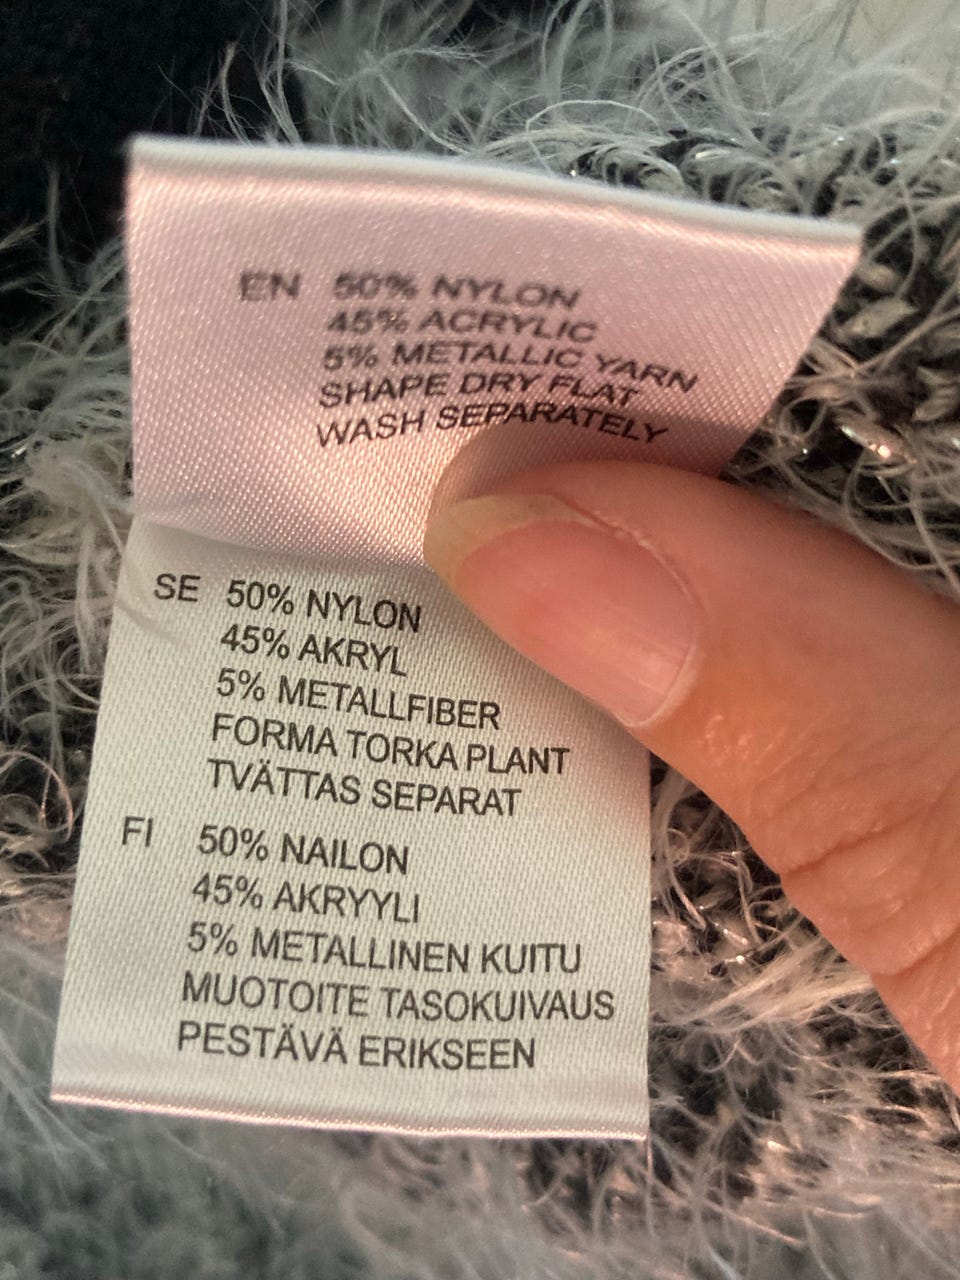 EN 50% NYLON
45% ACRYLIC
5% METALLIC YARN
SHAPE DRY FLAT
WASH SEPARATELY
SE 50% NYLON
45% AKRYL
5% METALLFIBER
FORMA TORKA PLANT
TVÄTTAS SEPARAT
FI 50% NAILON
45% AKRYYLI
5% METALLINEN KUITU
MUOTOITE TASOKUIVAUS
PESTÄVÄ ERIKSEEN